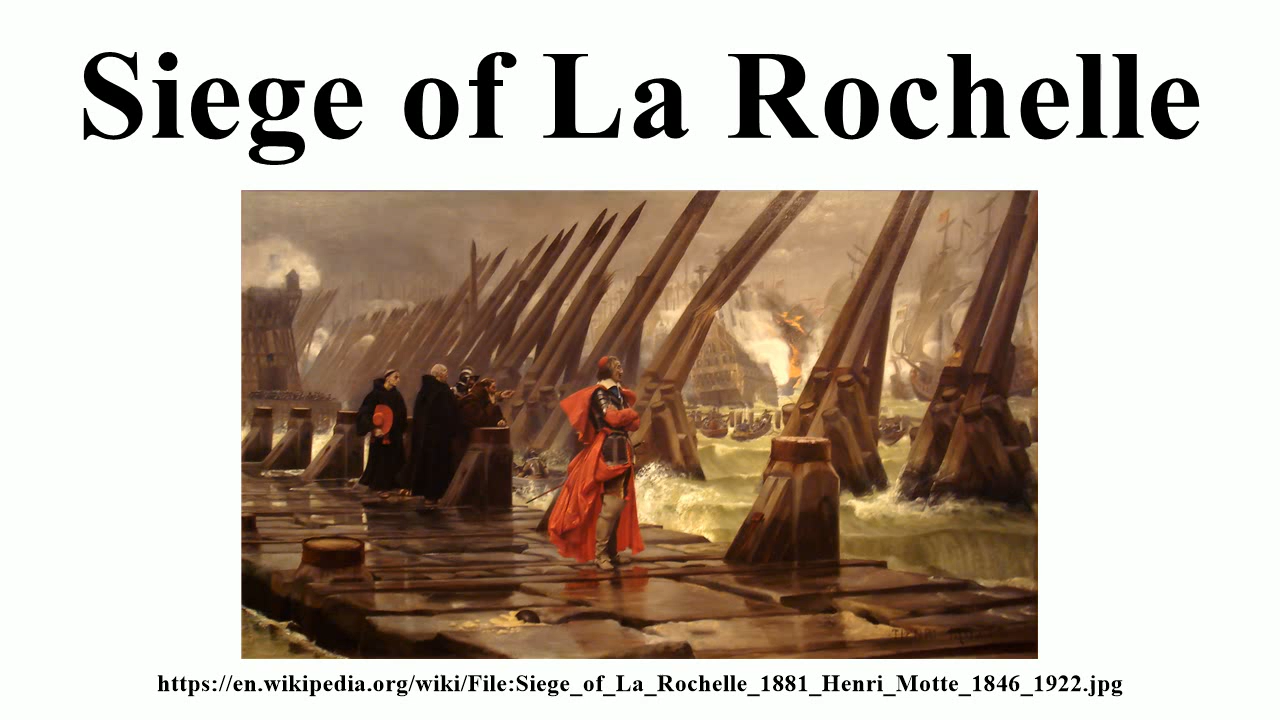 Siege of La Rochelle
https://en.wikipedia.org/wiki/File:Siege_of_La_Rochelle_1881_Henri_Motte_1846_1922.jpg